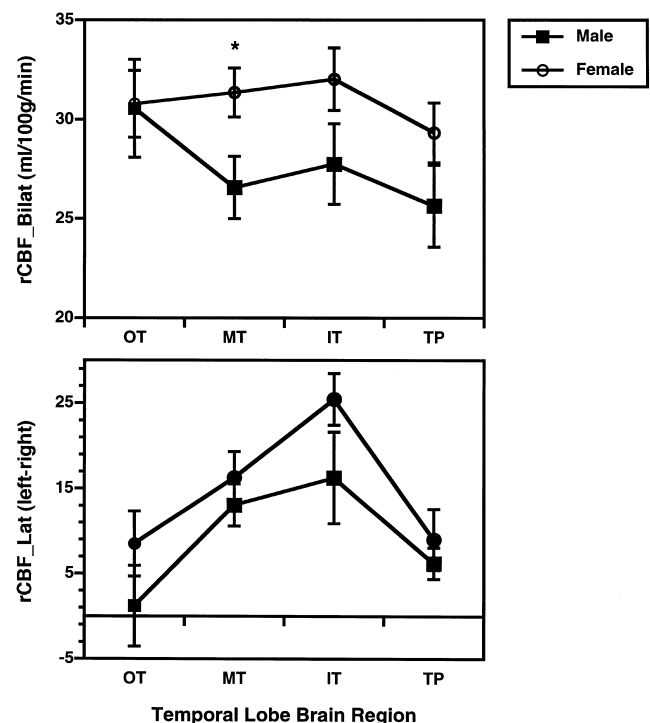 35
30
25
20
rCBF_Bilat (ml/100g/min)
*
OT MT IT TP
Male
Female
25
15
5
-5
rCBF_Lat (left-right)
OT MT IT TP
Temporal Lobe Brain Region